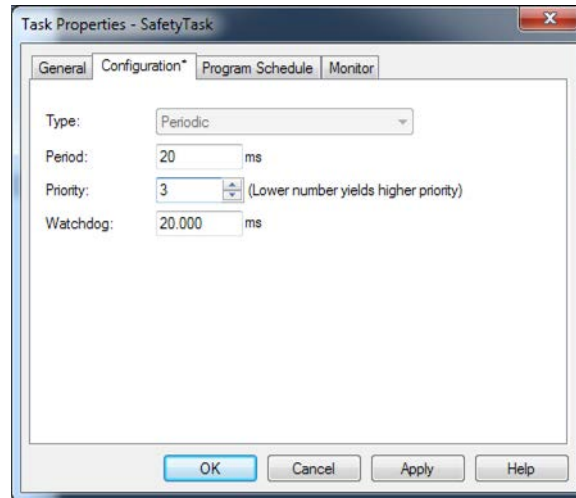 Task Properties - SafetyTask
General Configuration* Program Schedule Monitor
Type: Periodic
Period: 20 ms
Priority: 3 (Lower number yields higher priority)
Watchdog: 20.000 ms
OK Cancel Apply Help